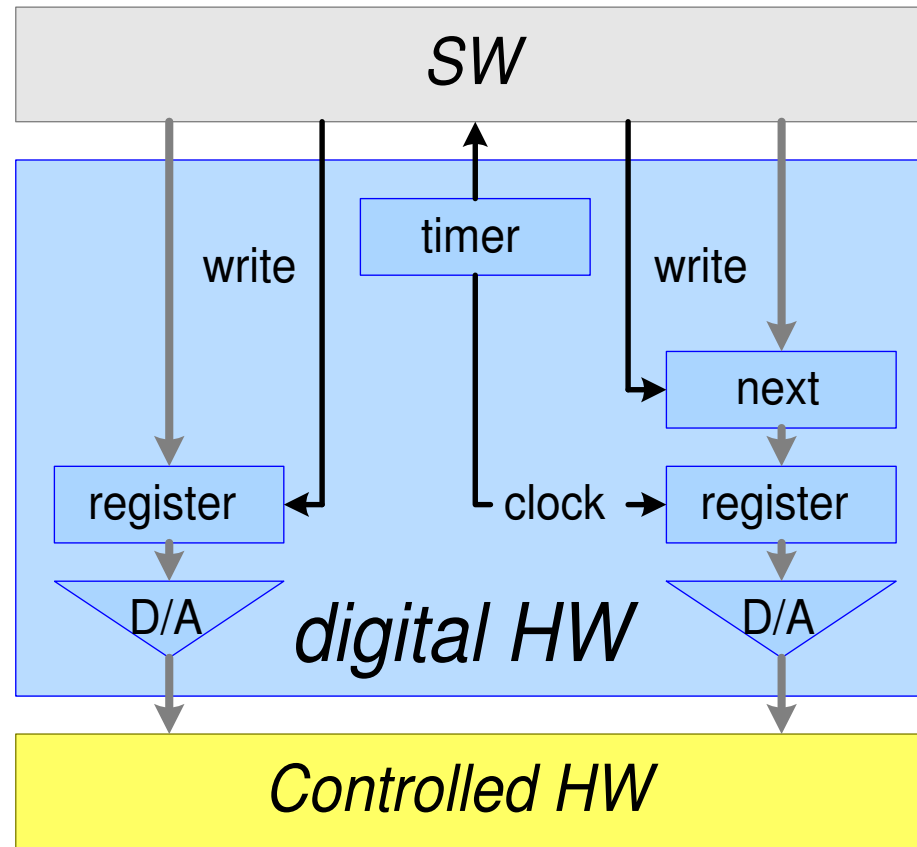 SW
timer
write
write
next
register
clock
register
D/A
D/A
digital HW
Controlled HW